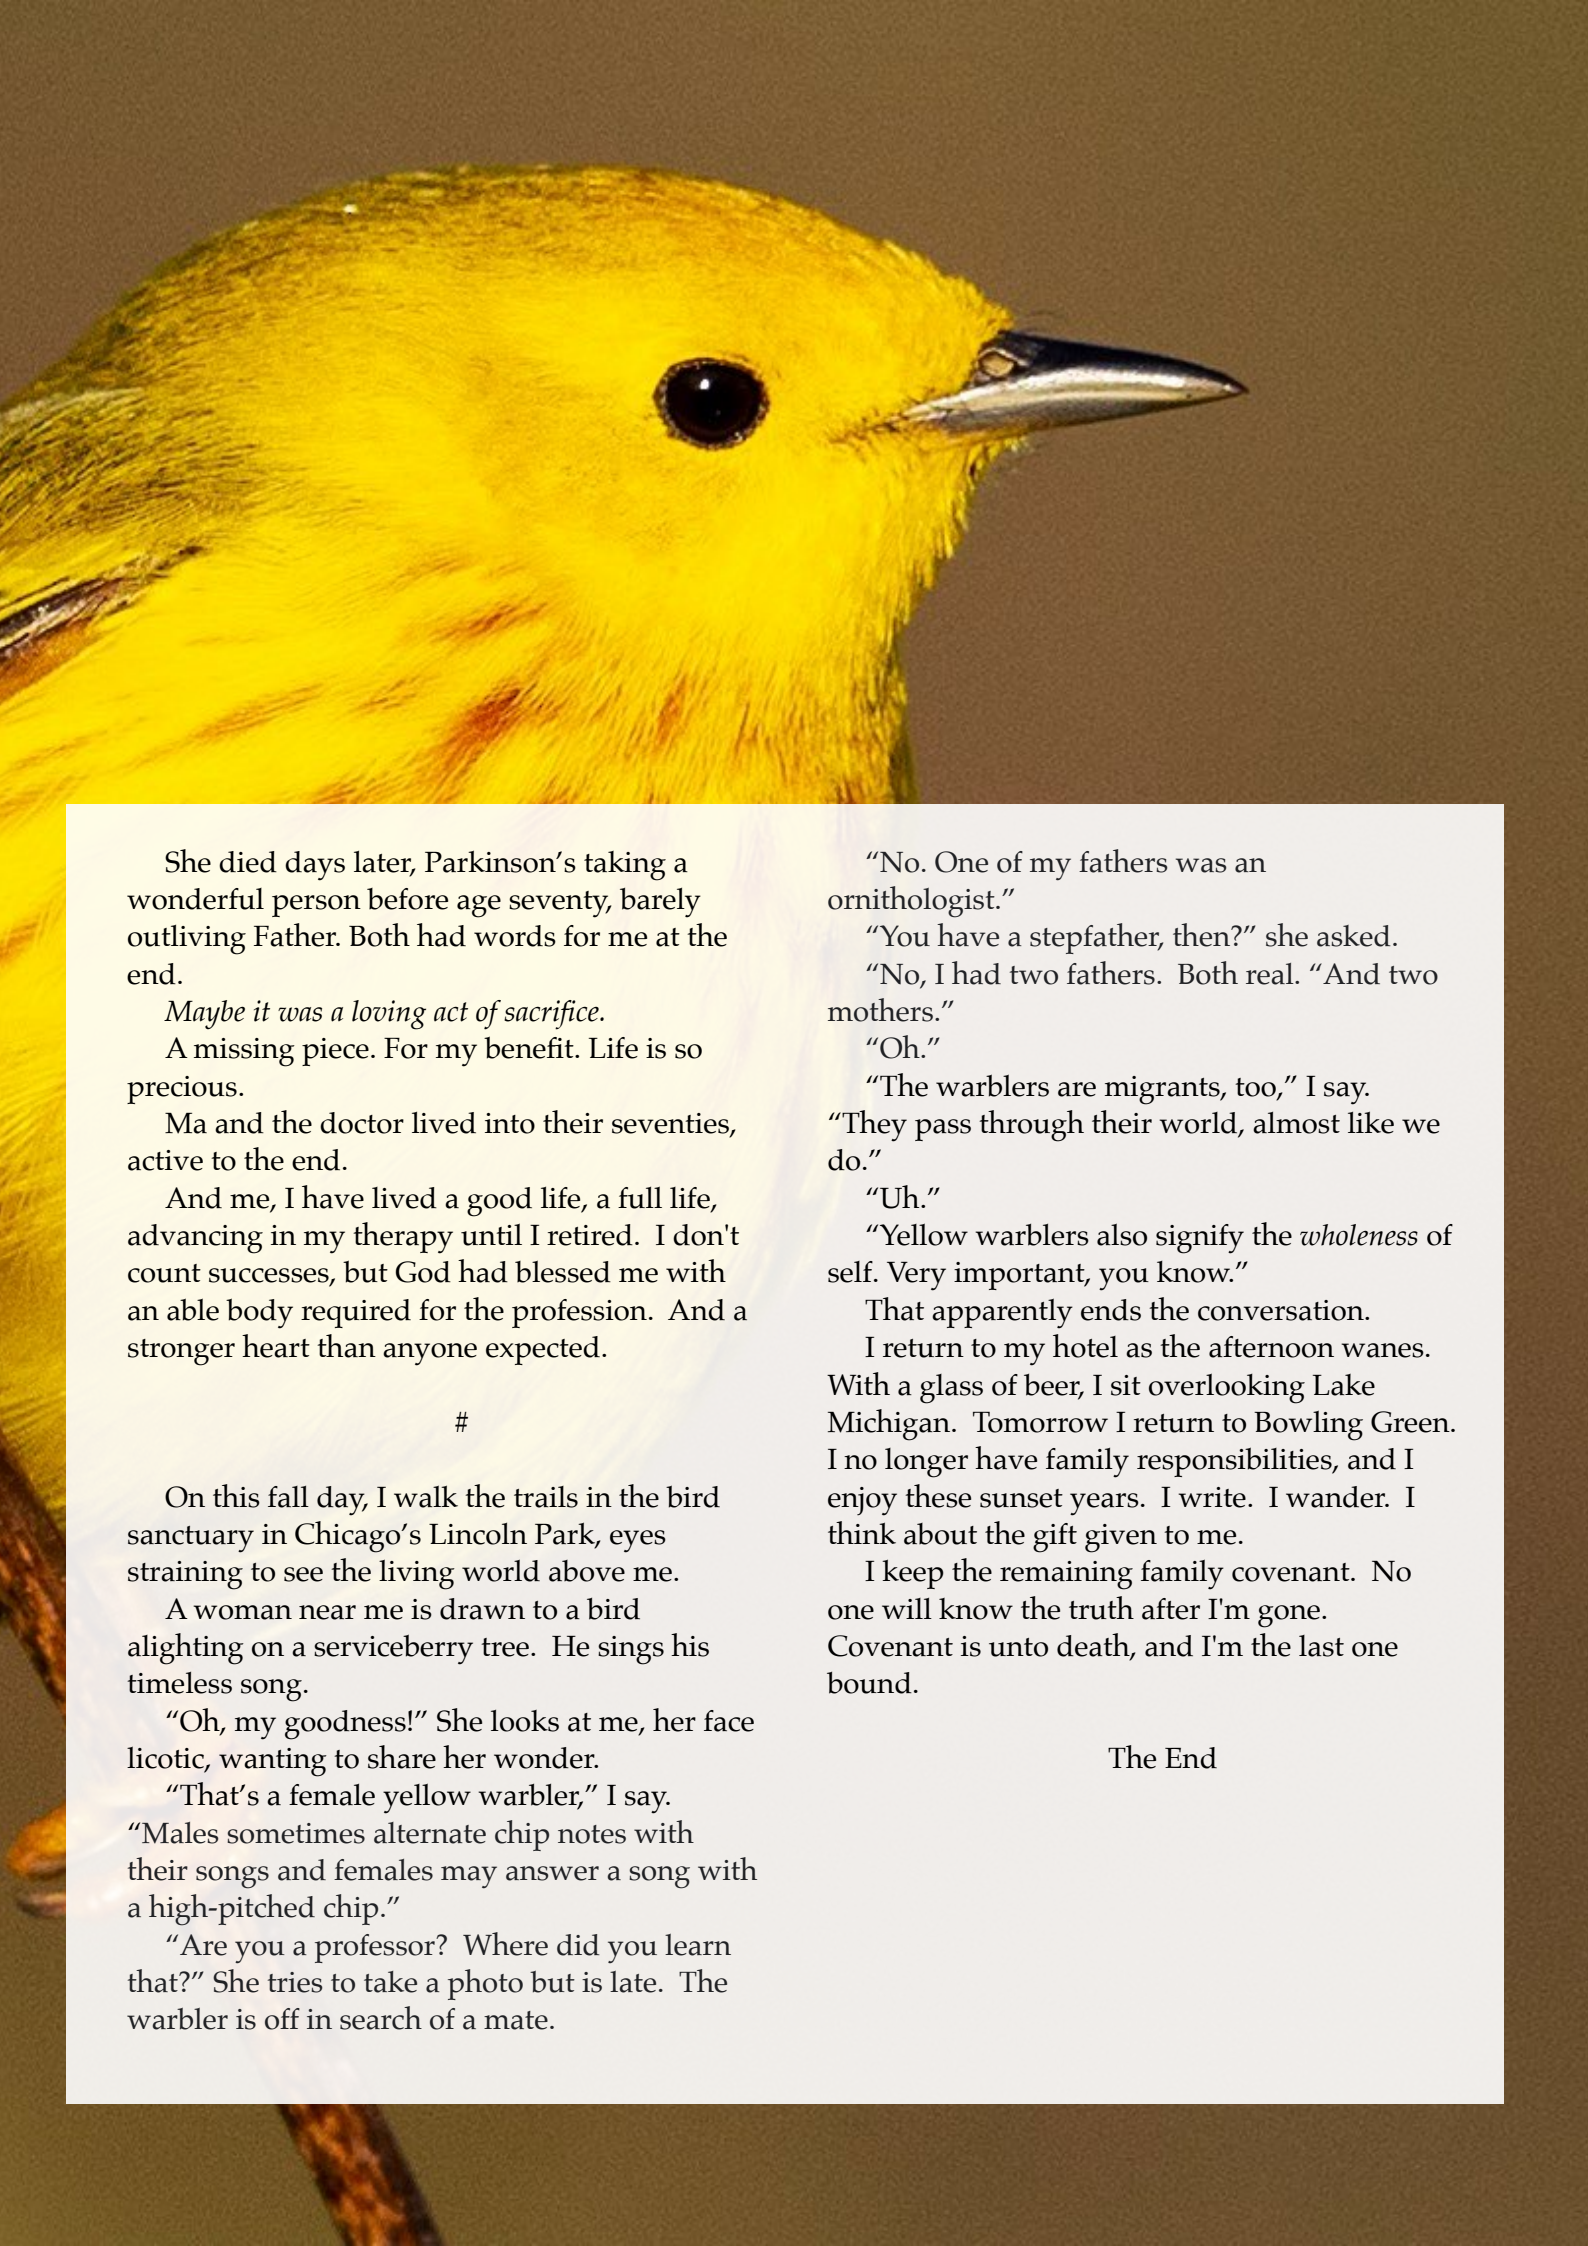 She died days later, Parkinson’s taking a
wonderful person before age seventy, barely
outliving Father. Both had words for me at the
end.
Maybe it was a loving act of sacrifice.
A missing piece. For my benefit. Life is so
precious.
Ma and the doctor lived into their seventies,
active to the end.
And me, I have lived a good life, a full life,
advancing in my therapy until I retired.  I don't
count successes, but God had blessed me with
an able body required for the profession.  And a
stronger heart than anyone expected.
#
On this fall day, I walk the trails in the bird
sanctuary in Chicago’s Lincoln Park, eyes
straining to see the living world above me.
A woman near me is drawn to a bird
alighting on a serviceberry tree.  He sings his
timeless song.
“Oh, my goodness!” She looks at me, her face
licotic, wanting to share her wonder.
“That’s a female yellow warbler,” I say.
“Males sometimes alternate chip notes with
their songs and females may answer a song with
a high-pitched chip.”
“Are you a professor?  Where did you learn
that?” She tries to take a photo but is late.  The
warbler is off in search of a mate.
“No. One of my fathers was an
ornithologist.”
“You have a stepfather, then?” she asked.
“No, I had two fathers.  Both real. “And two
mothers.”
“Oh.”
“The warblers are migrants, too,” I say.
“They pass through their world, almost like we
do.”
“Uh.”
“Yellow warblers also signify the wholeness of
self. Very important, you know.”
That apparently ends the conversation.
I return to my hotel as the afternoon wanes.
With a glass of beer, I sit overlooking Lake
Michigan.  Tomorrow I return to Bowling Green.
I no longer have family responsibilities, and I
enjoy these sunset years.  I write.  I wander.  I
think about the gift given to me.
I keep the remaining family covenant.  No
one will know the truth after I'm gone.
Covenant is unto death, and I'm the last one
bound.
The End